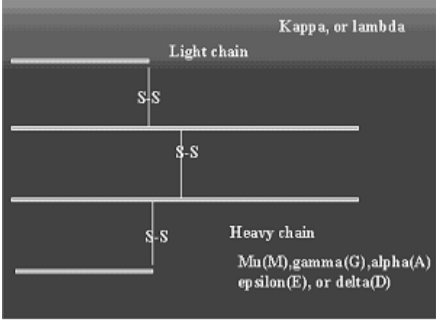 Kappa, or lambda
Light chain
S-S
S-S
S-S
Heavy chain
Mu(M),gamma(G),alpha(A)
epsilon(E), or delta(D)